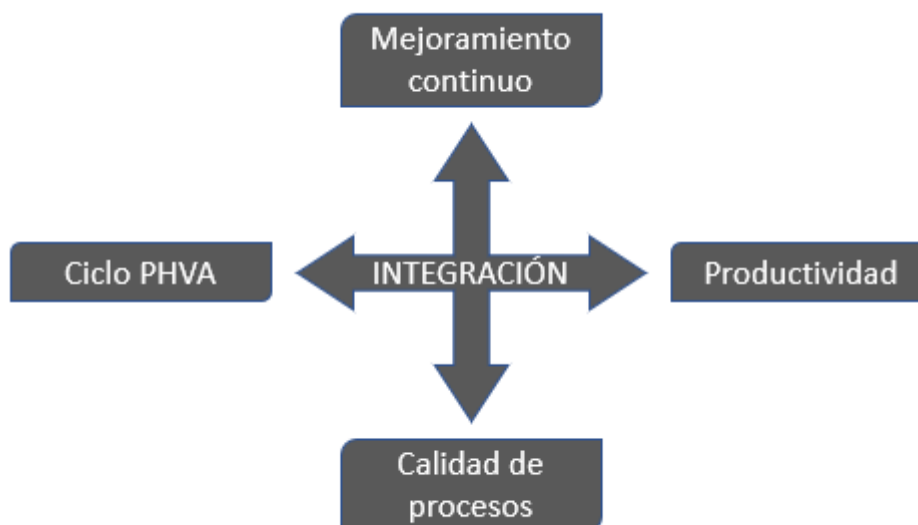 Mejoramiento
continuo
Ciclo PHVA
INTEGRACIÓN
Productividad
Calidad de
procesos